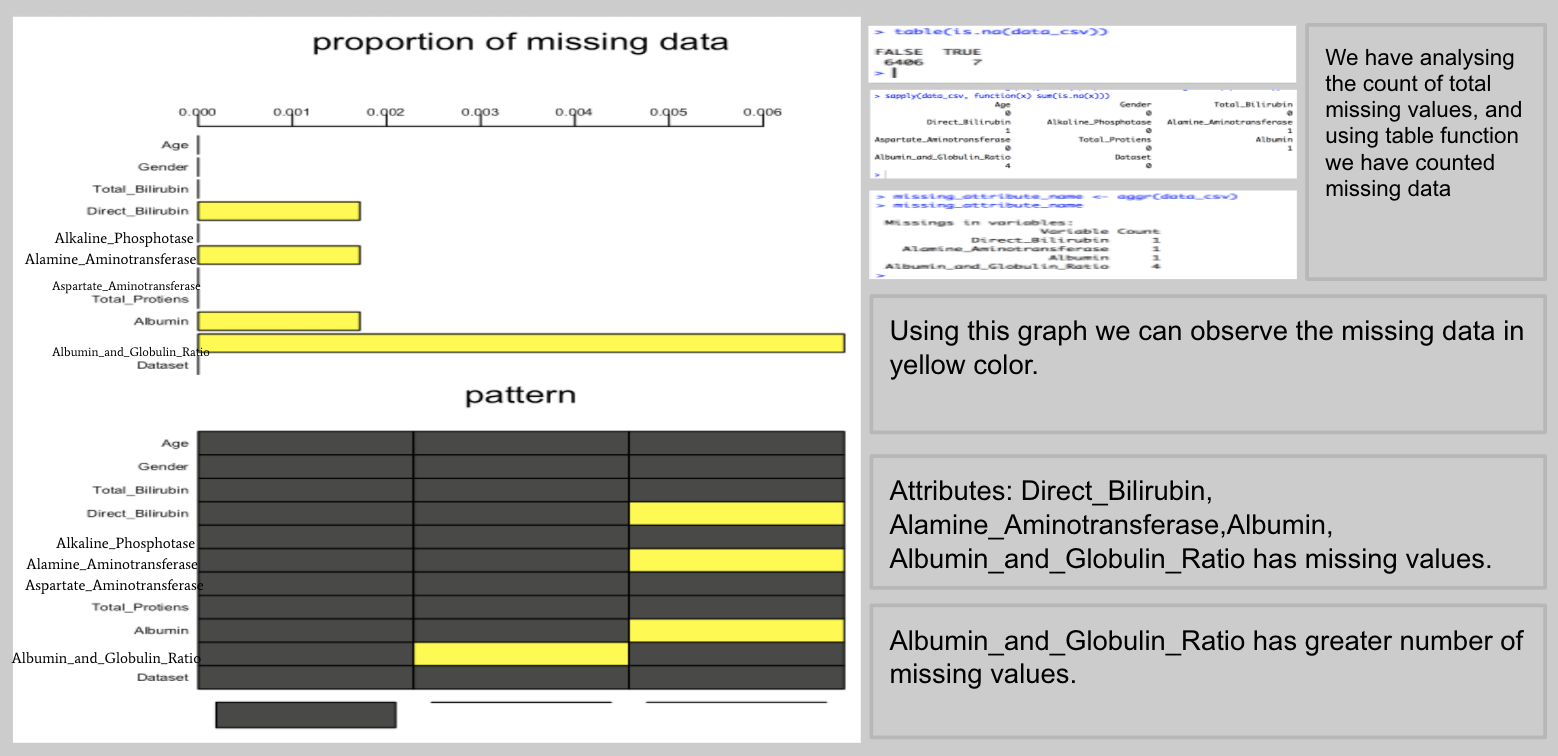 proportion of missing data
0.000 0.001 0.002 0.003 0.004 0.005 0.006
Age
Gender
Total_Bilirubin
Direct_Bilirubin
Alkaline_Phosphotase
Alamine_Aminotransferase
Aspartate_Aminotransferase
Total_Protiens
Albumin
Albumin_and_Globulin_Ratio
Dataset
pattern
Age
Gender
Total_Bilirubin
Direct_Bilirubin
Alkaline_Phosphotase
Alamine_Aminotransferase
Aspartate_Aminotransferase
Total_Protiens
Albumin
Albumin_and_Globulin_Ratio
Dataset
> table(is.na(data_csv))
FALSE TRUE
6406 7
>
> sapply(data_csv, function(x) sum(is.na(x)))
Age Gender Total_Bilirubin
0 0 0
Direct_Bilirubin Alkaline_Phosphotase Alamine_Aminotransferase
1 0 1
Aspartate_Aminotransferase Total_Protiens Albumin
0 0 1
Albumin_and_Globulin_Ratio Dataset
4 0
>
> missing_attribute_name <- aggr(data_csv)
> missing_attribute_name
Missings in variables:
Variable Count
Direct_Bilirubin 1
Alamine_Aminotransferase 1
Albumin 1
Albumin_and_Globulin_Ratio 4
>
We have analysing
the count of total
missing values, and
using table function
we have counted
missing data
Using this graph we can observe the missing data in
yellow color.
Attributes: Direct_Bilirubin,
Alamine_Aminotransferase,Albumin,
Albumin_and_Globulin_Ratio has missing values.
Albumin_and_Globulin_Ratio has greater number of
missing values.